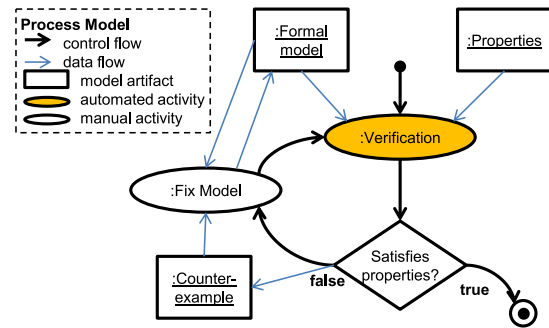 Process Model
control flow
data flow
model artifact
automated activity
manual activity
:Formal
model
:Properties
:Verification
:Fix Model
:Counter-
example
Satisfies
properties?
false
true